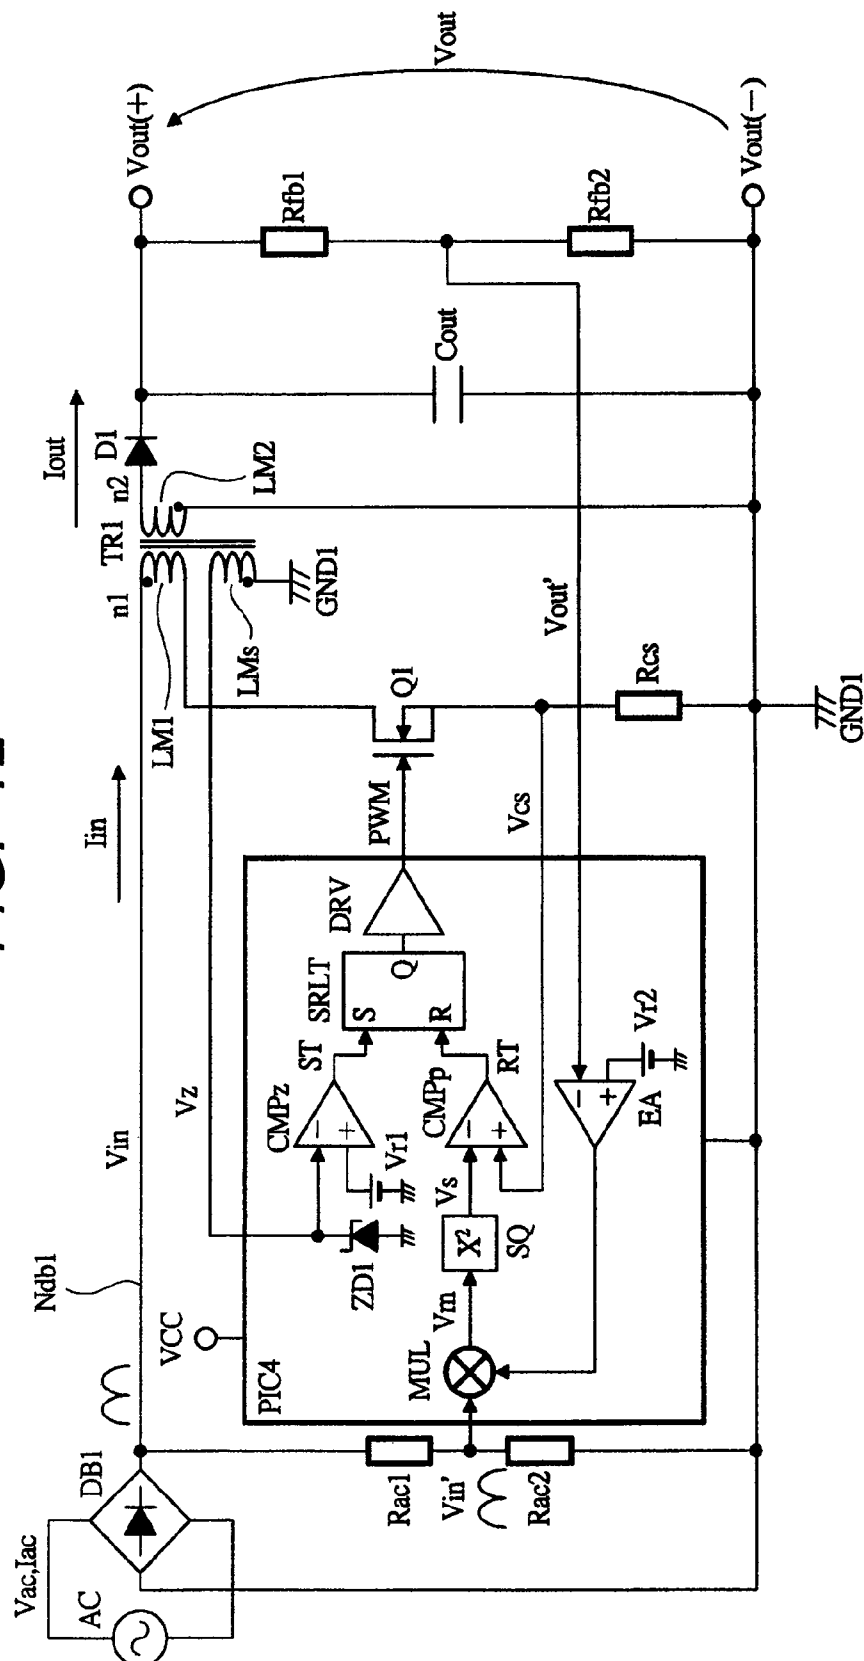 Vac,Iac
AC
DB1
Ndb1
Vin
Iin
n1
TR1
n2
D1
Iout
Vout(+)
Vout
Vout(−)
LM1
LMs
LM2
GND1
VCC
PIC4
Vz
ZD1
CMPz
−
+
Vr1
ST
SRLT
S
R
Q
DRV
PWM
Q1
Rac1
Vin'
Rac2
MUL
Vm
X²
SQ
Vs
CMPp
−
+
RT
Vcs
Rcs
GND1
EA
−
+
Vr2
Vout'
Cout
Rfb1
Rfb2